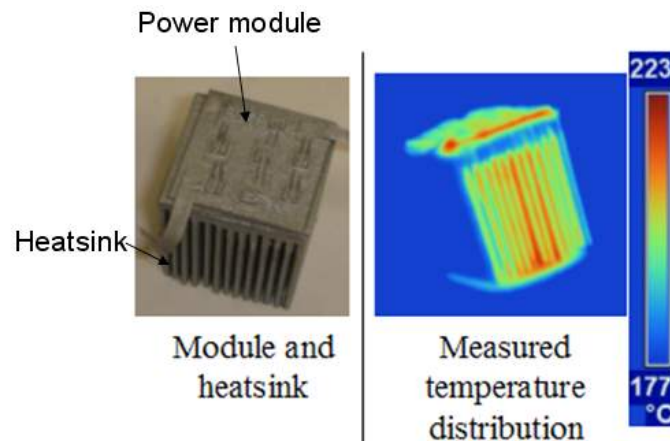 Power module
Heatsink
Module and
heatsink
Measured
temperature
distribution
223
177
°C